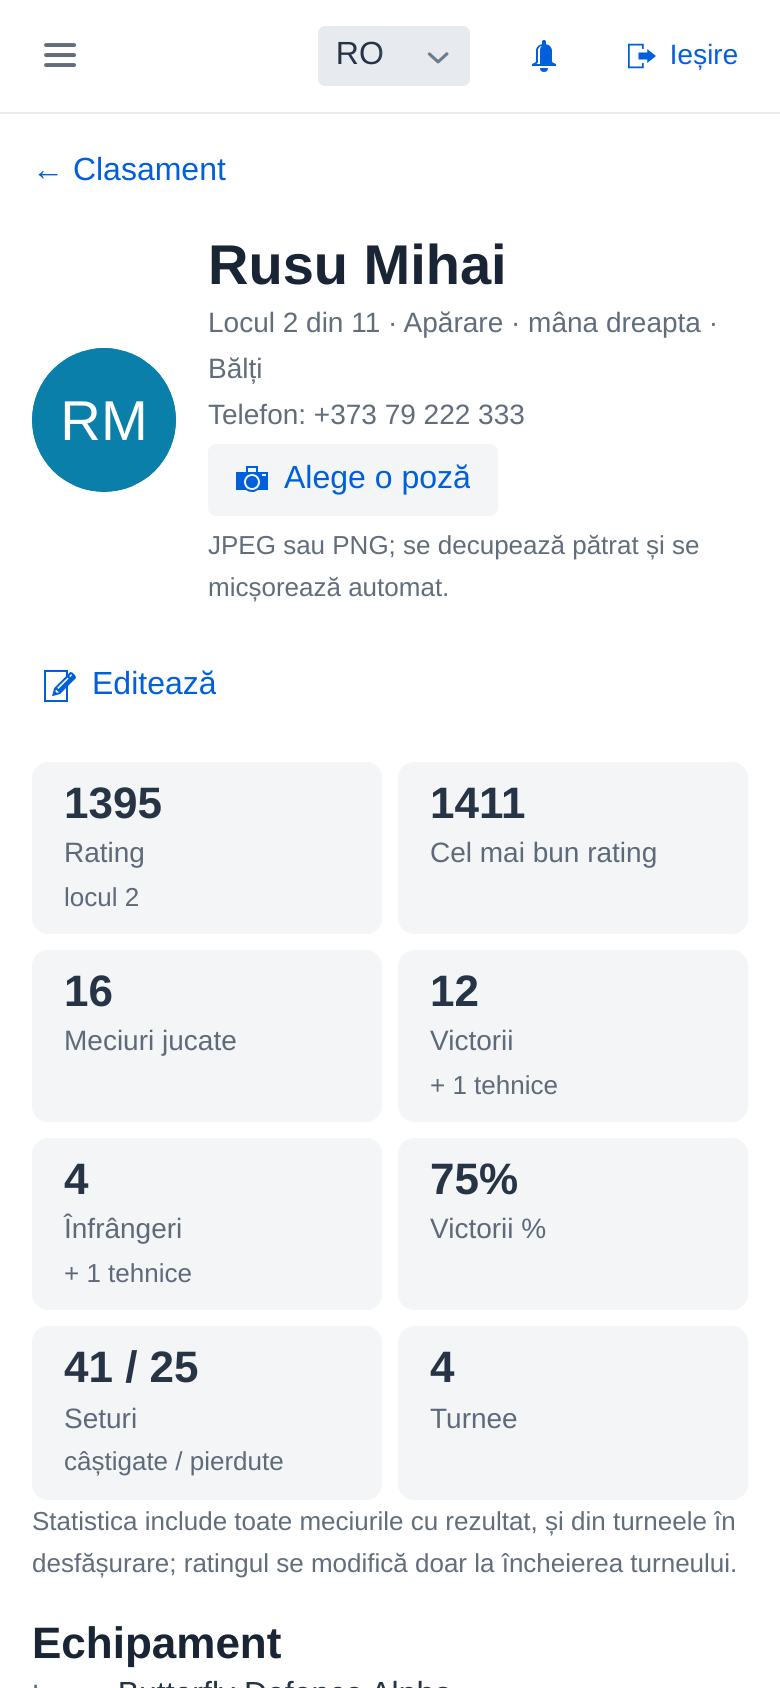 RO
Ieșire
← Clasament
Rusu Mihai
Locul 2 din 11 · Apărare · mâna dreapta ·
Bălți
Telefon: +373 79 222 333
RM
Alege o poză
JPEG sau PNG; se decupează pătrat și se
micșorează automat.
Editează
1395
Rating
locul 2
1411
Cel mai bun rating
16
Meciuri jucate
12
Victorii
+ 1 tehnice
4
Înfrângeri
+ 1 tehnice
75%
Victorii %
41 / 25
Seturi
câștigate / pierdute
4
Turnee
Statistica include toate meciurile cu rezultat, și din turneele în
desfășurare; ratingul se modifică doar la încheierea turneului.
Echipament
Butterfly Defence Alpha